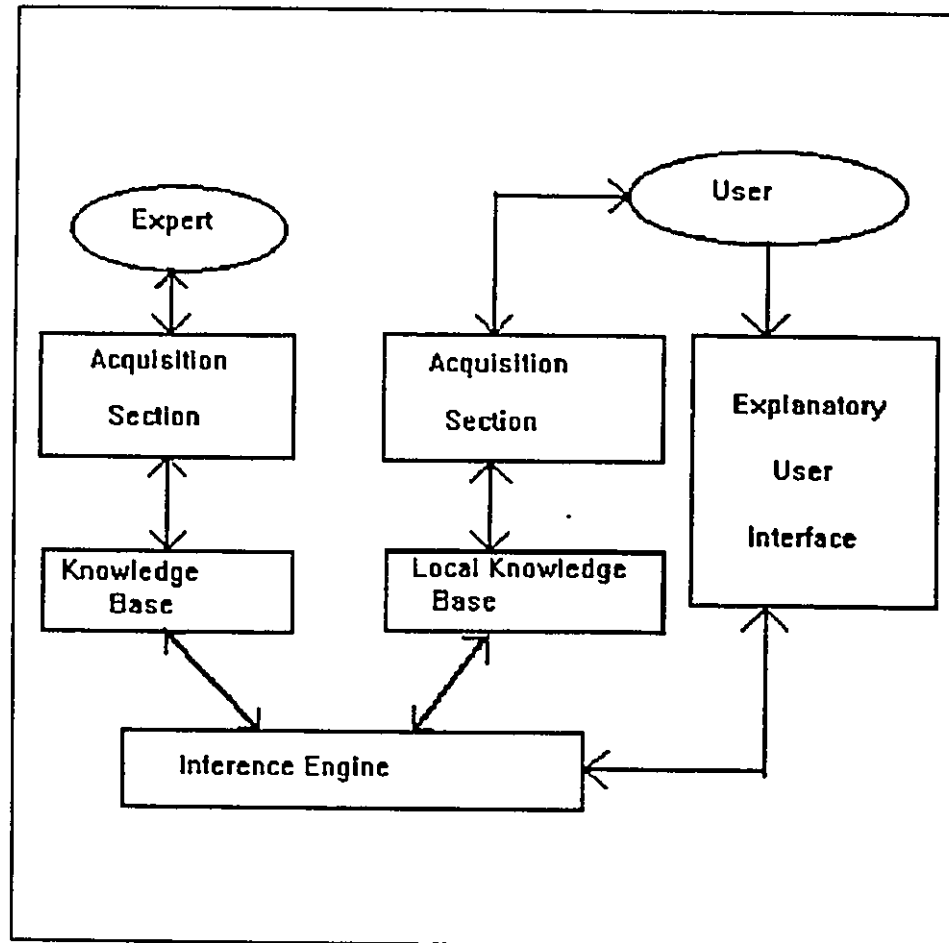 Expert
User
Acquisition
Section
Acquisition
Section
Explanatory
User
Interface
Knowledge
Base
Local Knowledge
Base
Inference Engine